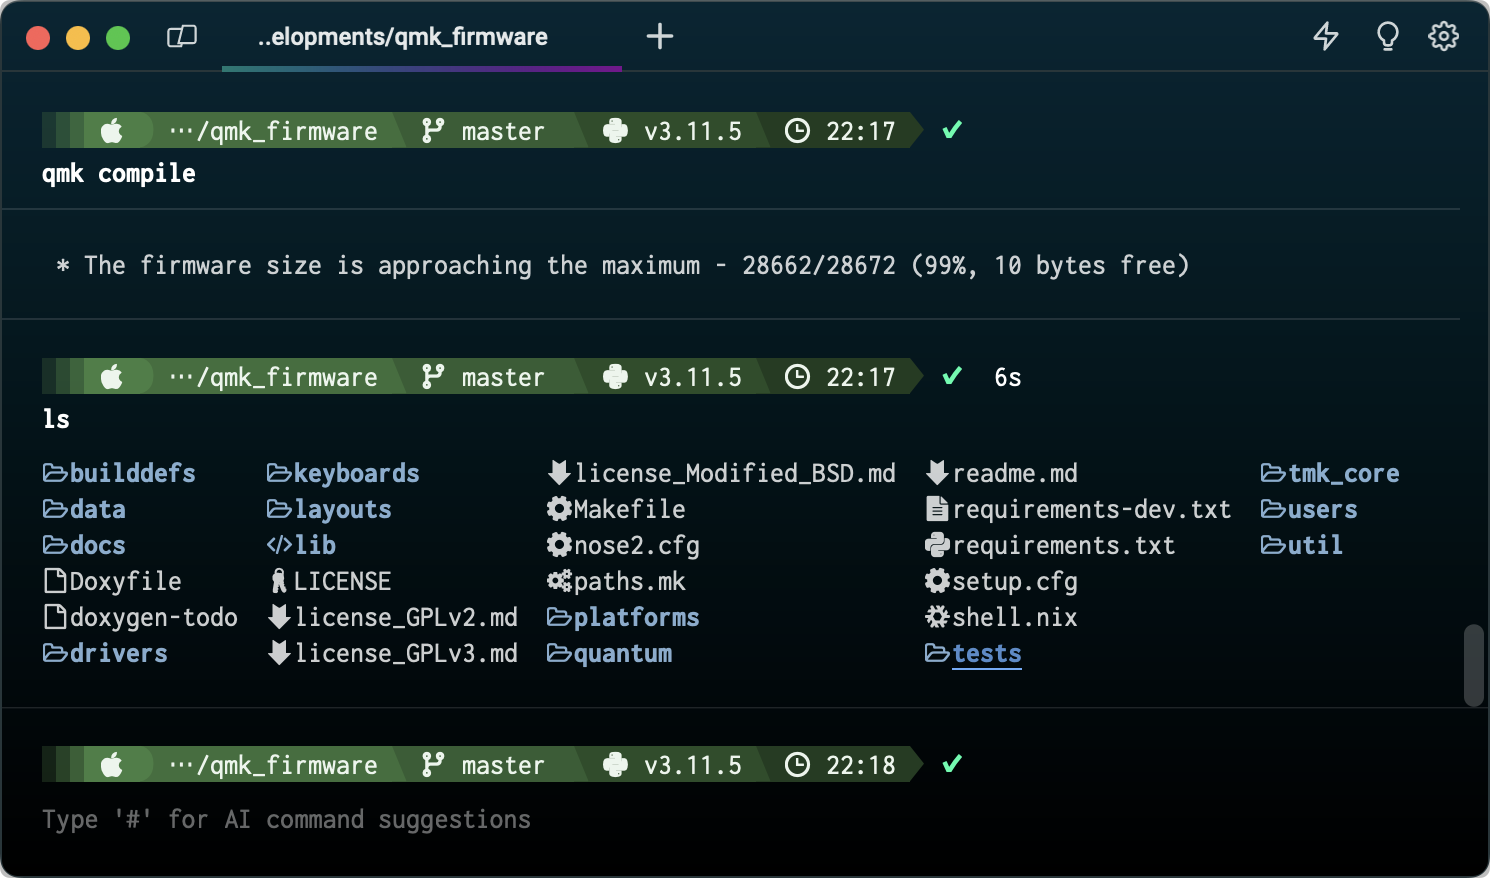 ..elopments/qmk_firmware
…/qmk_firmware master v3.11.5 22:17
qmk compile
* The firmware size is approaching the maximum - 28662/28672 (99%, 10 bytes free)
…/qmk_firmware master v3.11.5 22:17 6s
ls
builddefs keyboards license_Modified_BSD.md readme.md tmk_core
data layouts Makefile requirements-dev.txt users
docs lib nose2.cfg requirements.txt util
Doxyfile LICENSE paths.mk setup.cfg
doxygen-todo license_GPLv2.md platforms shell.nix
drivers license_GPLv3.md quantum tests
…/qmk_firmware master v3.11.5 22:18
Type '#' for AI command suggestions